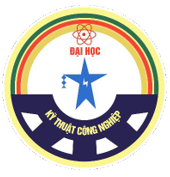 ĐẠI HỌC
KỸ THUẬT CÔNG NGHIỆP